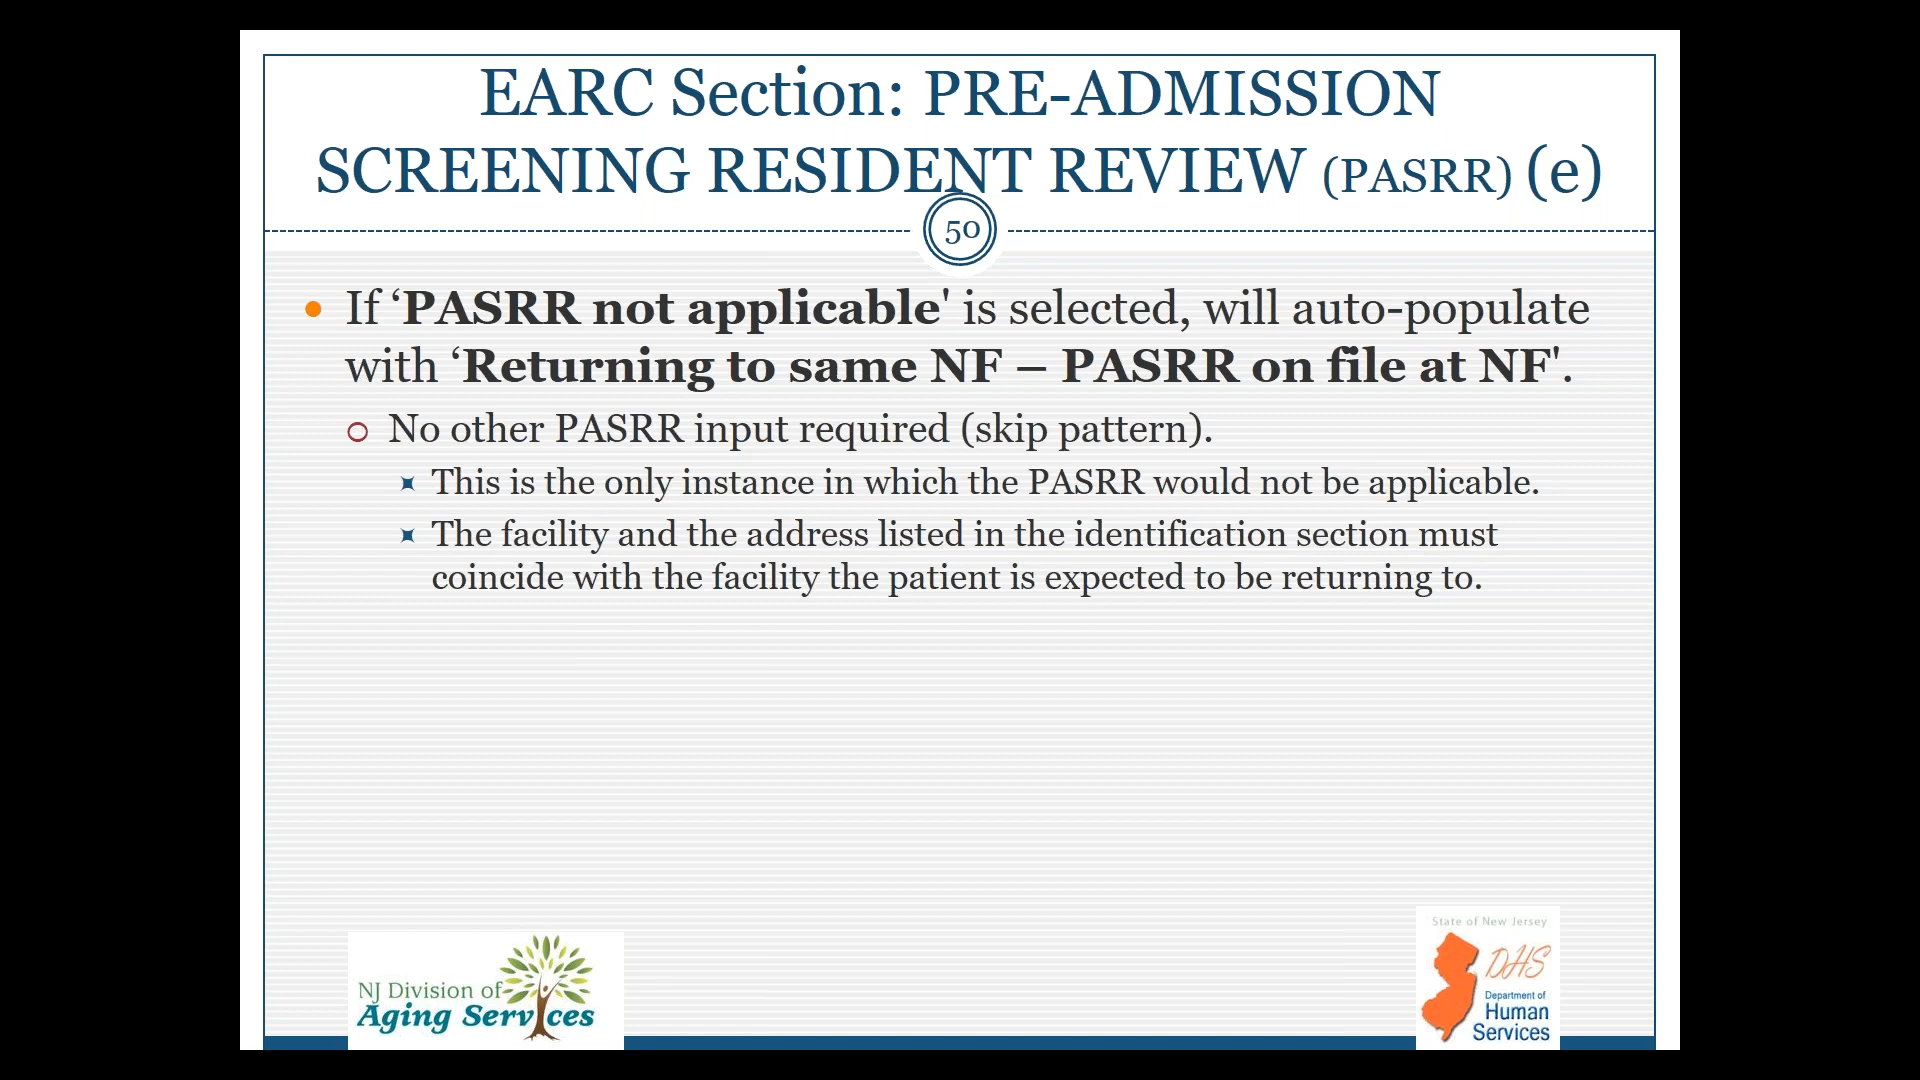 EARC Section: PRE-ADMISSION
SCREENING RESIDENT REVIEW (PASRR) (e)
50
If ‘PASRR not applicable' is selected, will auto-populate
with ‘Returning to same NF – PASRR on file at NF'.
No other PASRR input required (skip pattern).
This is the only instance in which the PASRR would not be applicable.
The facility and the address listed in the identification section must
coincide with the facility the patient is expected to be returning to.
NJ Division of
Aging Services
State of New Jersey
DHS
Department of
Human
Services